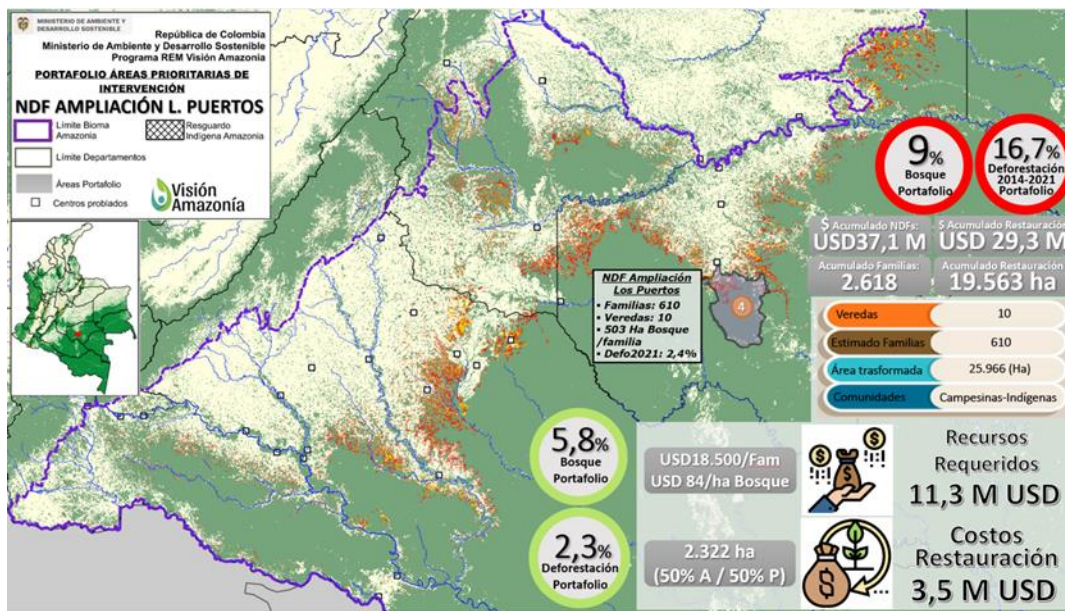 MINISTERIO DE AMBIENTE Y
DESARROLLO SOSTENIBLE
República de Colombia
Ministerio de Ambiente y Desarrollo Sostenible
Programa REM Visión Amazonia
PORTAFOLIO ÁREAS PRIORITARIAS DE
INTERVENCIÓN
NDF AMPLIACIÓN L. PUERTOS
Límite Bioma
Amazonia
Resguardo
Indígena Amazonia
Límite Departamentos
Áreas Portafolio
Centros problados
Visión
Amazonía
9%
Bosque
Portafolio
16,7%
Deforestación
2014-2021
Portafolio
$ Acumulado NDFs:
USD37,1 M
$ Acumulado Restauración
USD 29,3 M
Acumulado Familias:
2.618
Acumulado Restauración
19.563 ha
NDF Ampliación
Los Puertos
▪ Familias: 610
▪ Veredas: 10
▪ 503 Ha Bosque
/familia
▪ Defo2021: 2,4%
4
Veredas 10
Estimado Familias 610
Área trasformada 25.966 (Ha)
Comunidades Campesinas-Indígenas
5,8%
Bosque
Portafolio
USD18.500/Fam
USD 84/ha Bosque
Recursos
Requeridos
11,3 M USD
2,3%
Deforestación
Portafolio
2.322 ha
(50% A / 50% P)
Costos
Restauración
3,5 M USD